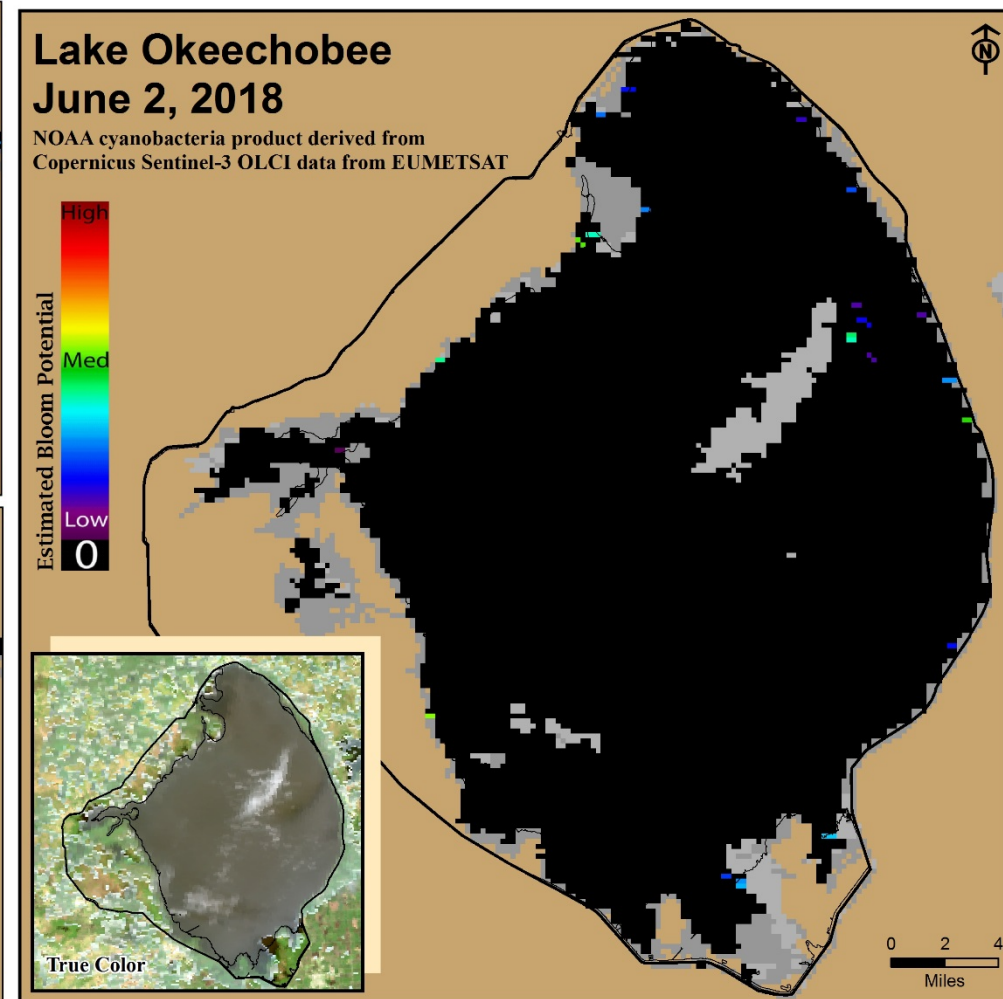 Lake Okeechobee
June 2, 2018
NOAA cyanobacteria product derived from
Copernicus Sentinel-3 OLCI data from EUMETSAT
N
Estimated Bloom Potential
High
Med
Low
0
True Color
0 2 4
Miles